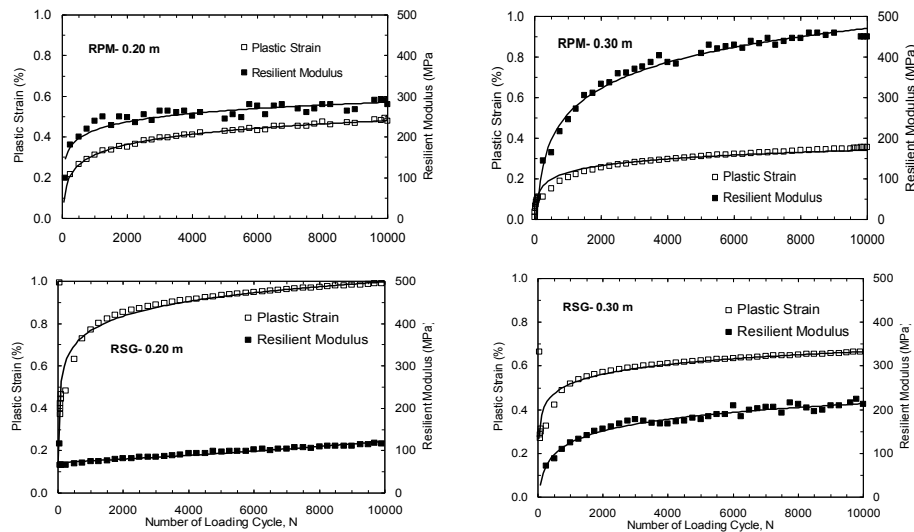 1.0 500
RPM- 0.20 m
Plastic Strain
Resilient Modulus
0.8 400
0.6 300
0.4 200
0.2 100
0.0 0
0 2000 4000 6000 8000 10000
Plastic Strain (%)
Resilient Modulus (MPa
1.0 500
RPM- 0.30 m
0.8 400
0.6 300
0.4 200
0.2 100
0.0 0
Plastic Strain
Resilient Modulus
0 2000 4000 6000 8000 10000
Plastic Strain (%)
Resilient Modulus (MPa)
1.0 500
0.8 400
RSG- 0.20 m
Plastic Strain
Resilient Modulus
0.6 300
0.4 200
0.2 100
0.0 0
0 2000 4000 6000 8000 10000
Number of Loading Cycle, N
Plastic Strain (%)
Resilient Modulus (MPa)
1.0 500
RSG- 0.30 m
Plastic Strain
Resilient Modulus
0.8 400
0.6 300
0.4 200
0.2 100
0.0 0
0 2000 4000 6000 8000 10000
Number of Loading Cycle, N
Plastic Strain (%)
Resilient Modulus (MPa)